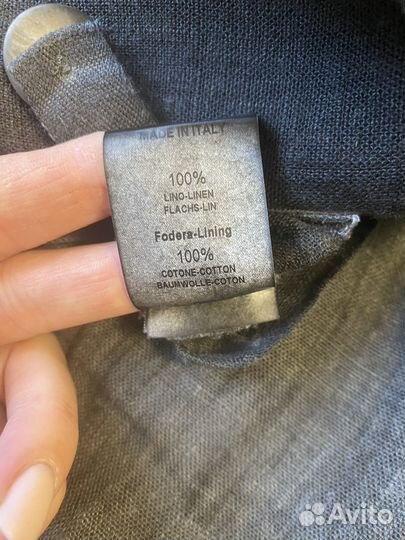 MADE IN ITALY
100%
LINO-LINEN
FLACHS-LIN
Fodera-Lining
100%
COTONE-COTTON
BAUMWOLLE-COTON
Avito